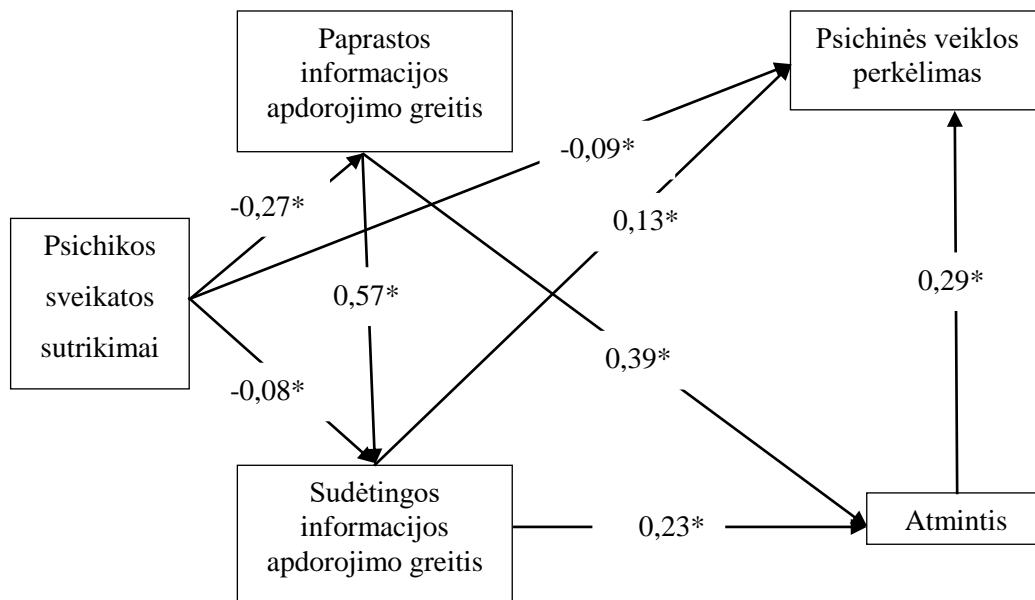 Paprastos
informacijos
apdorojimo greitis
Psichinės veiklos
perkėlimas
-0,09*
-0,27*
0,13*
Psichikos
sveikatos
sutrikimai
0,57*
0,29*
0,39*
-0,08*
Sudėtingos
informacijos
apdorojimo greitis
0,23*
Atmintis